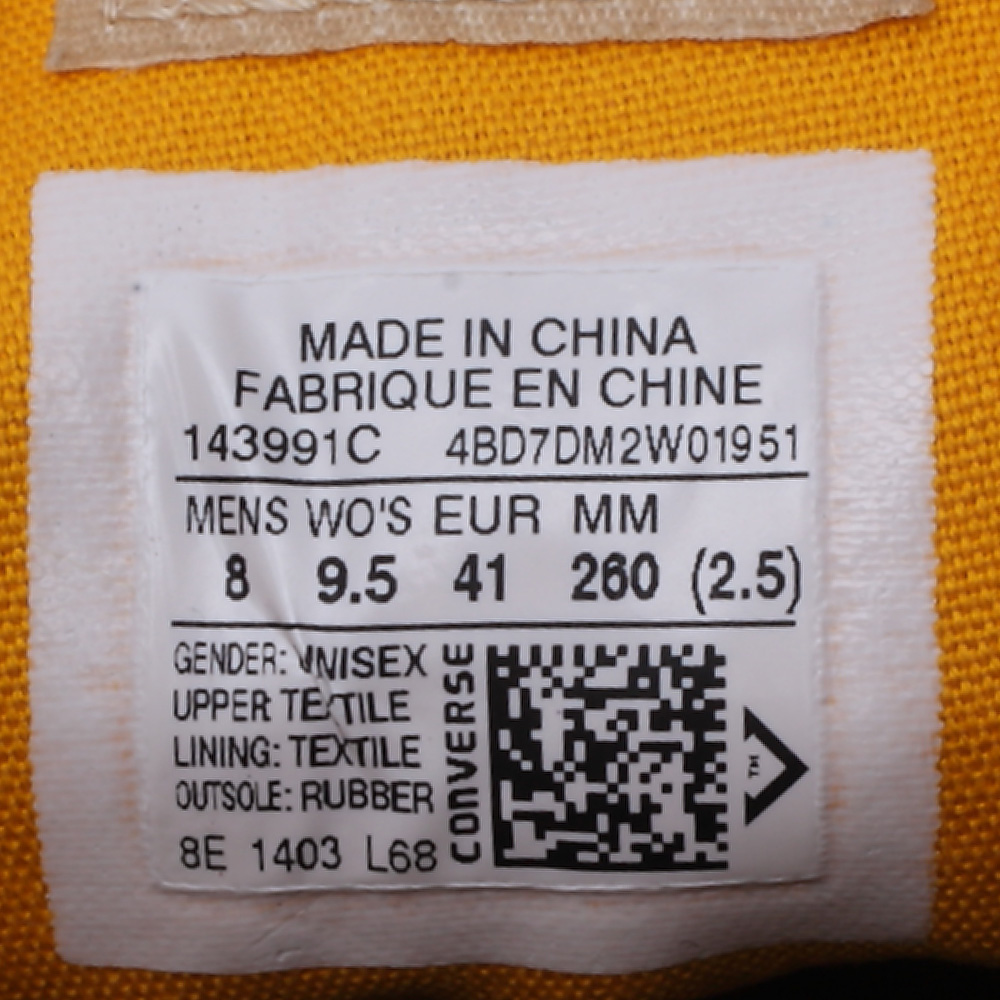 MADE IN CHINA
FABRIQUE EN CHINE
143991C 4BD7DM2W01951
MENS WO'S EUR MM
8 9.5 41 260 (2.5)
GENDER: UNISEX
UPPER TEXTILE
LINING: TEXTILE
OUTSOLE: RUBBER
8E 1403 L68
CONVERSE
TM